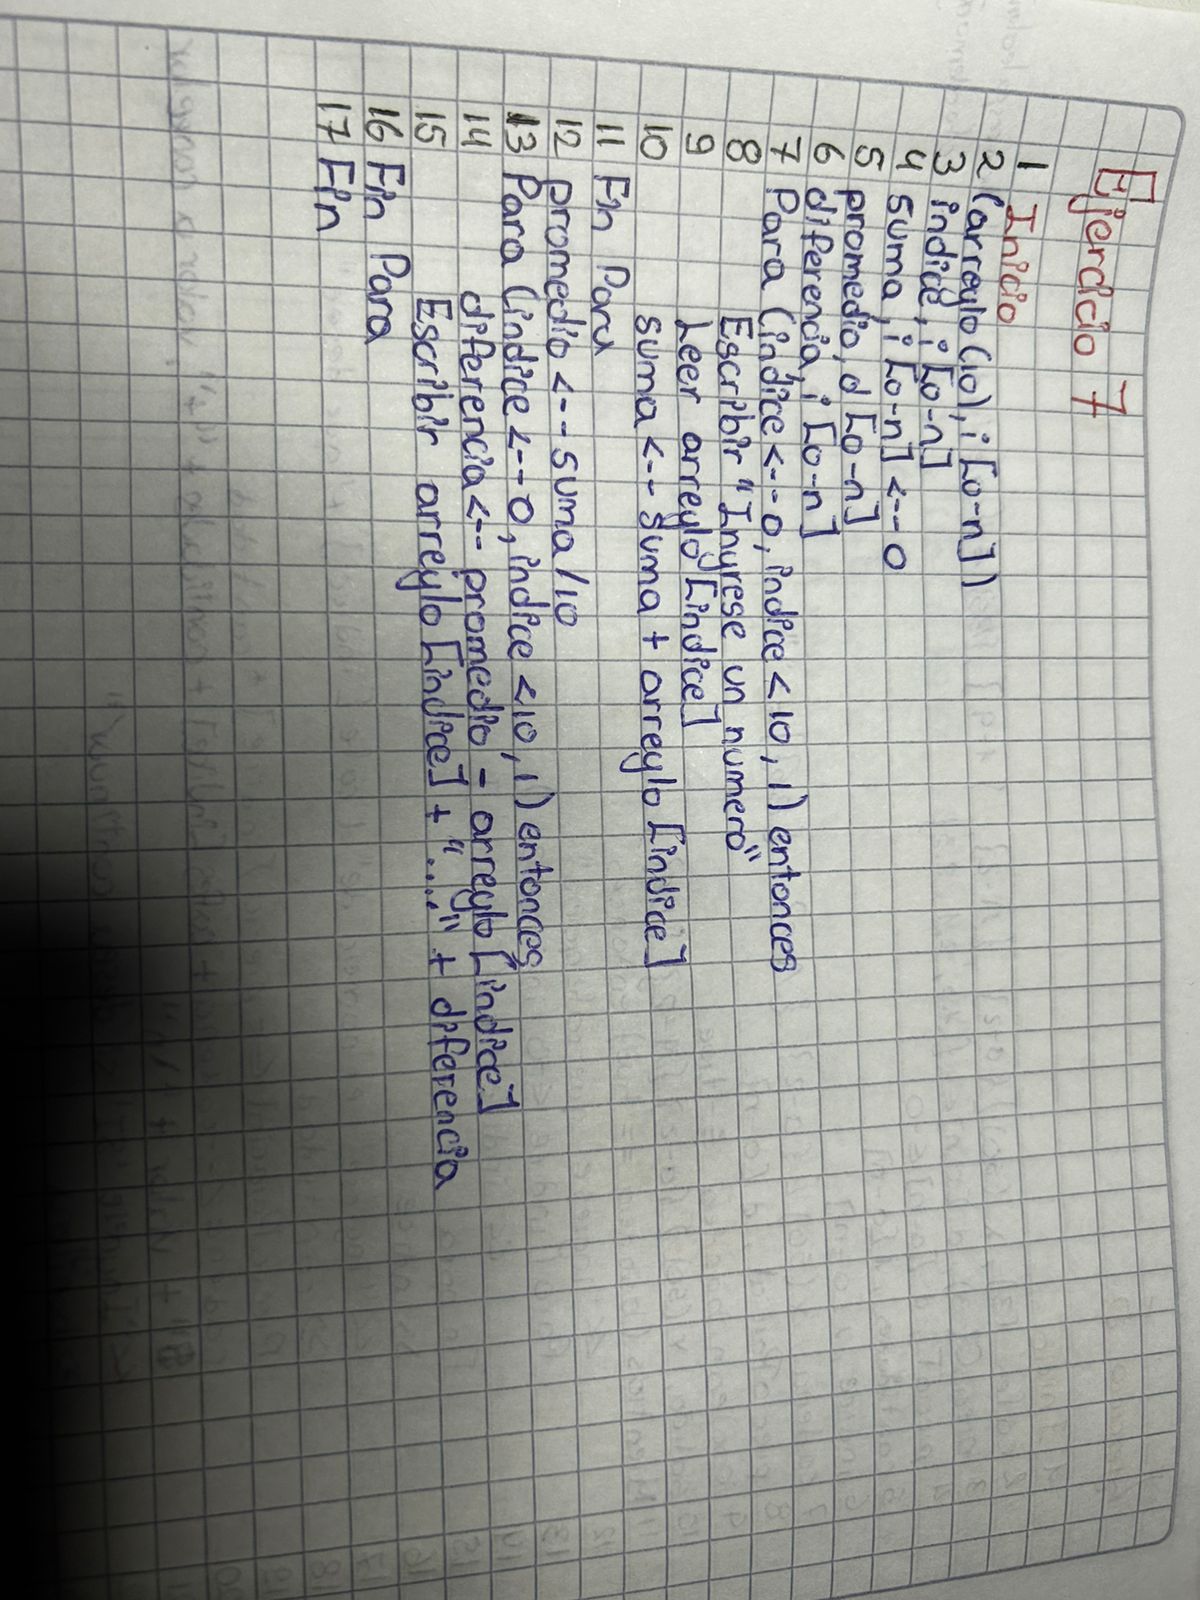 Ejercicio 7
1 Inicio
2 (arreglo(10), i [0-n])
3 indice, i [0-n]
4 suma, i [0-n] <-- 0
5 promedio, d [0-n]
6 diferencia, i [0-n]
7 Para (indice <-- 0, indice < 10, 1) entonces
8 Escribir "Ingrese un numero"
9 Leer arreglo [indice]
10 suma <-- suma + arreglo [indice]
11 Fin Para
12 promedio <-- suma / 10
13 Para (indice <-- 0, indice < 10, 1) entonces
14 diferencia <-- promedio - arreglo [indice]
15 Escribir arreglo [indice] + "....." + diferencia
16 Fin Para
17 Fin